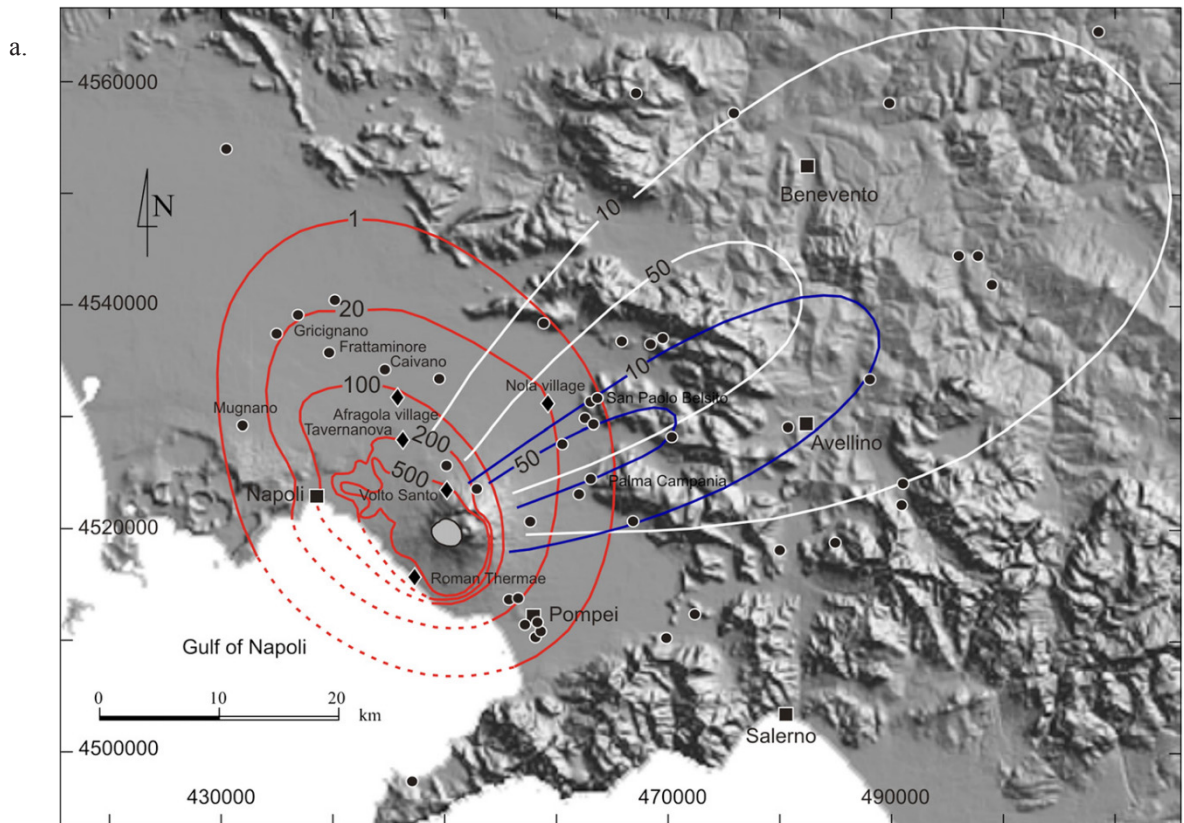 a.
4560000
N
10
Benevento
1
50
4540000
20
Gricignano
Frattaminore
Caivano
10
100
Nola village
San Paolo Belsito
Mugnano
Afragola village
Tavernanova
200
Avellino
50
500
Palma Campania
Napoli
Volto Santo
4520000
Roman Thermae
Pompei
Gulf of Napoli
0 10 20
km
Salerno
4500000
430000 470000 490000